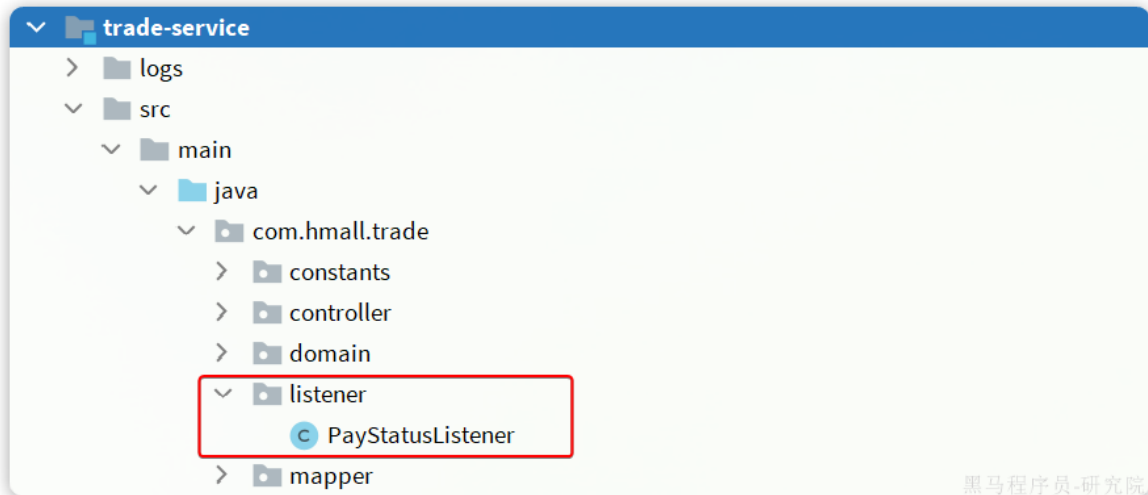 trade-service
logs
src
main
java
com.hmall.trade
constants
controller
domain
listener
C PayStatusListener
mapper
黑马程序员-研究院